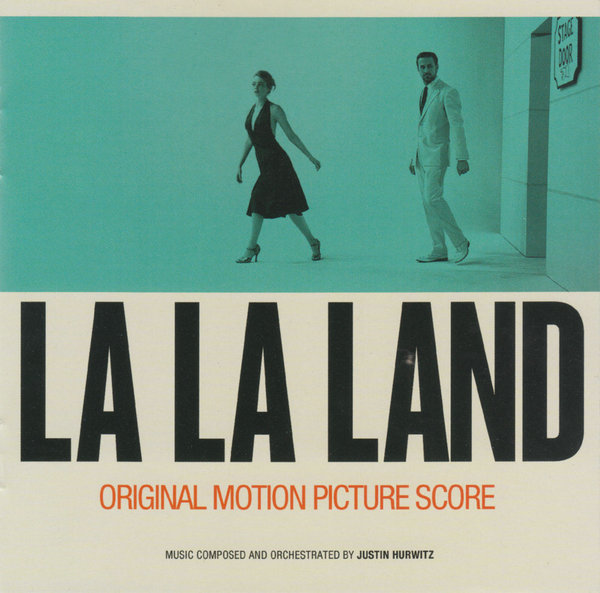 STAGE
DOOR
LA LA LAND
ORIGINAL MOTION PICTURE SCORE
MUSIC COMPOSED AND ORCHESTRATED BY JUSTIN HURWITZ